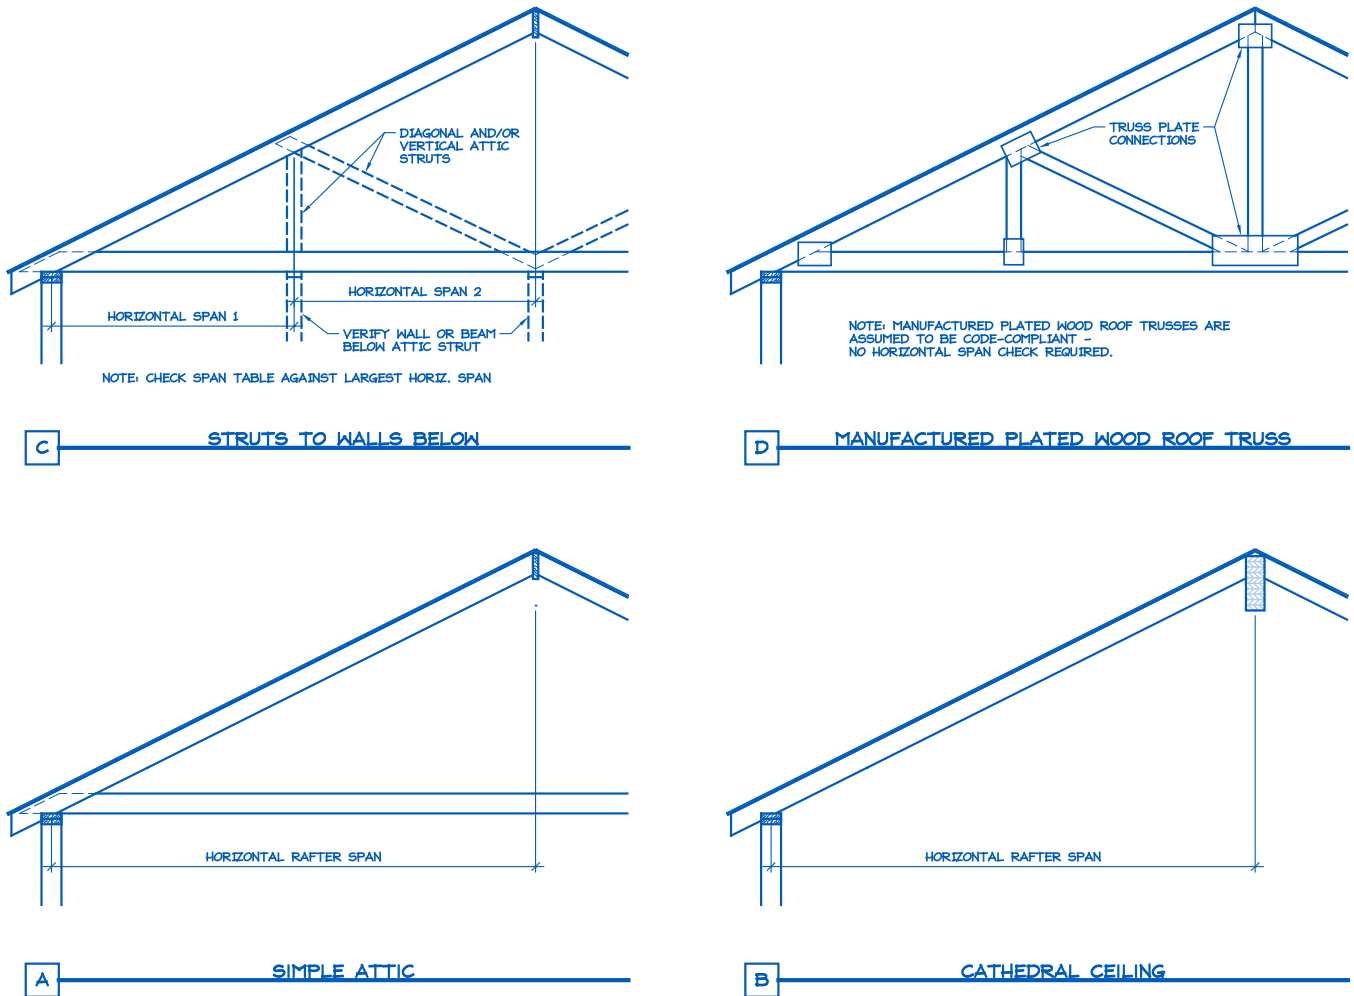 DIAGONAL AND/OR
VERTICAL ATTIC
STRUTS
HORIZONTAL SPAN 2
HORIZONTAL SPAN 1
VERIFY WALL OR BEAM
BELOW ATTIC STRUT
NOTE: CHECK SPAN TABLE AGAINST LARGEST HORIZ. SPAN
C STRUTS TO WALLS BELOW
TRUSS PLATE
CONNECTIONS
NOTE: MANUFACTURED PLATED WOOD ROOF TRUSSES ARE
ASSUMED TO BE CODE-COMPLIANT -
NO HORIZONTAL SPAN CHECK REQUIRED.
D MANUFACTURED PLATED WOOD ROOF TRUSS
HORIZONTAL RAFTER SPAN
A SIMPLE ATTIC
HORIZONTAL RAFTER SPAN
B CATHEDRAL CEILING